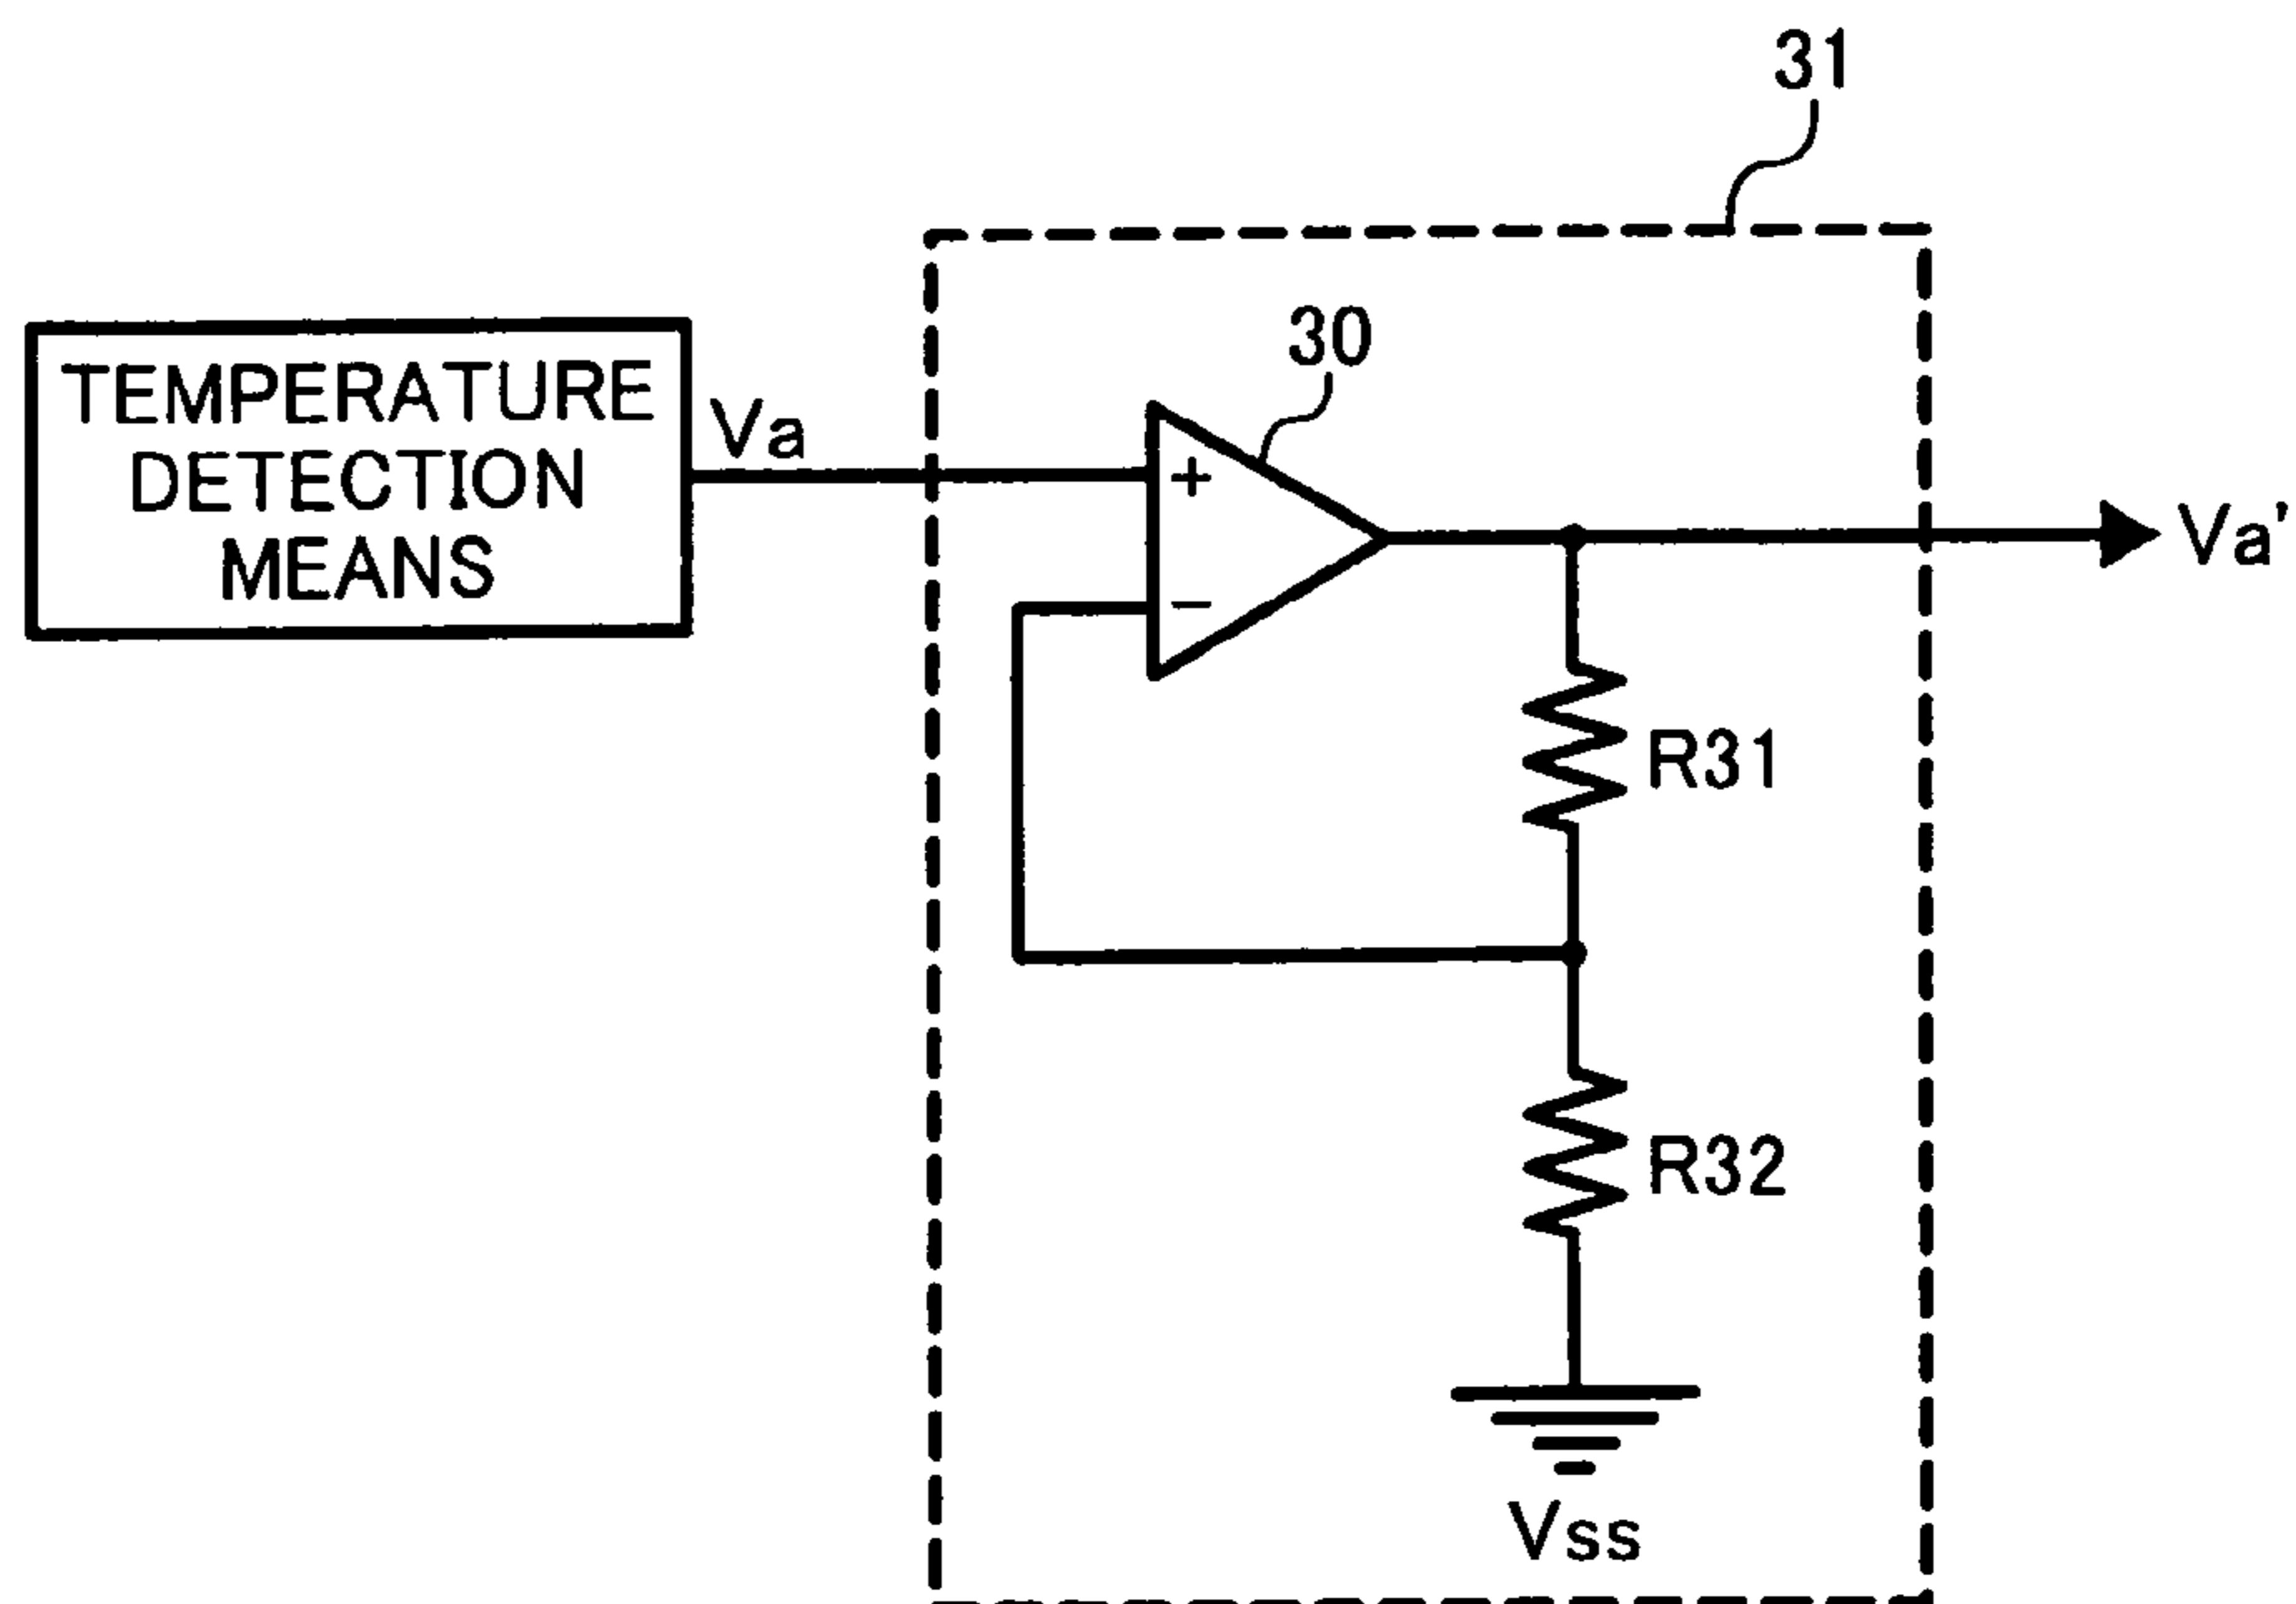 31
30
TEMPERATURE
DETECTION
MEANS
Va
+
Va'
−
R31
R32
Vss